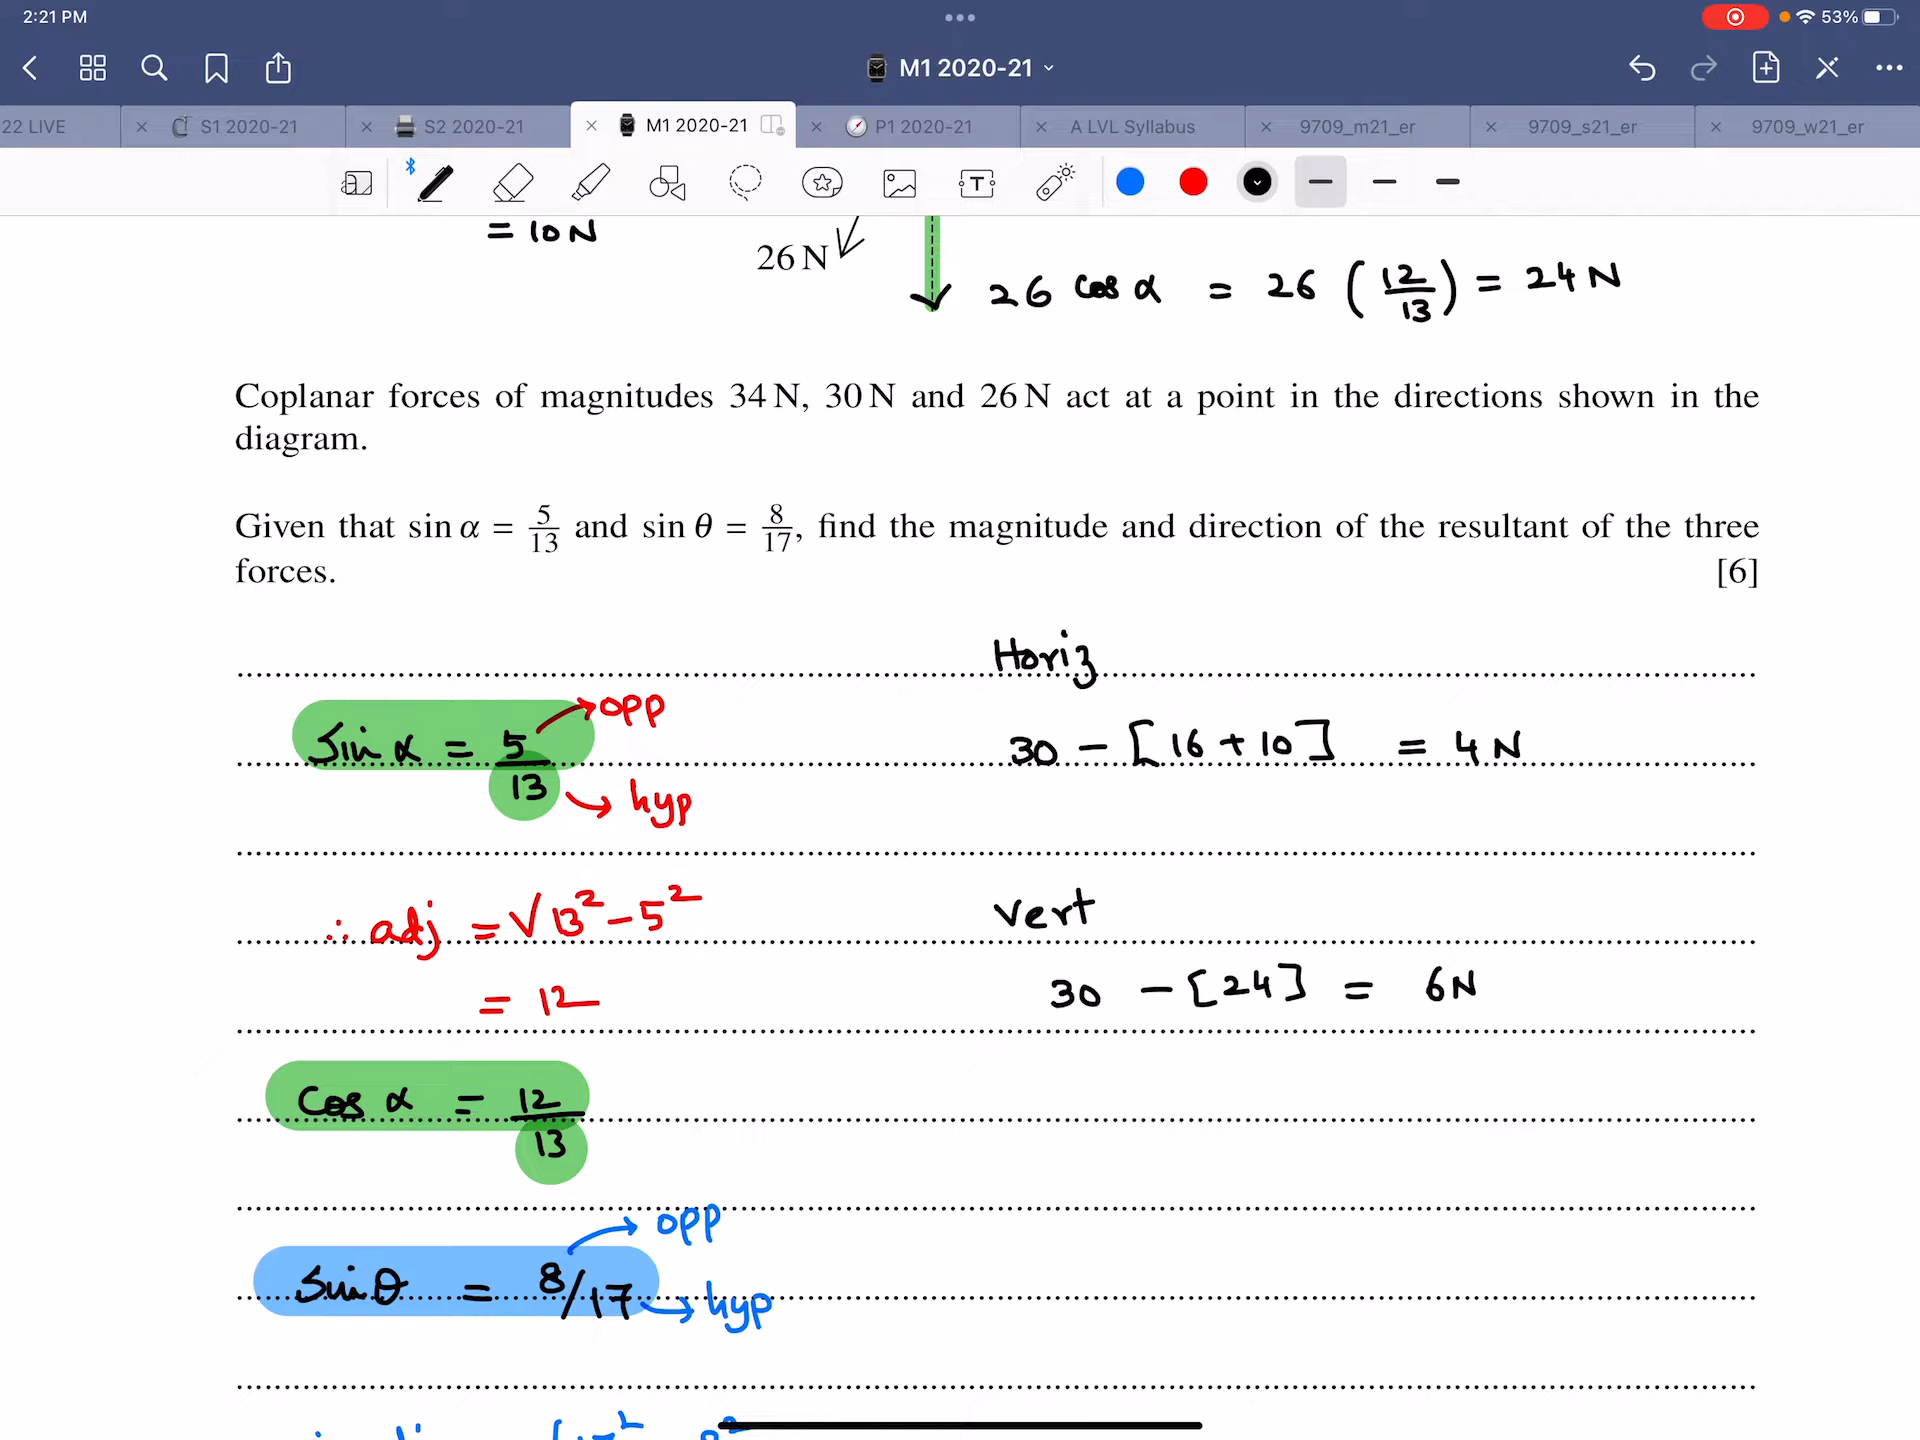 2:21 PM
53%
M1 2020-21
22 LIVE
S1 2020-21
S2 2020-21
M1 2020-21
P1 2020-21
A LVL Syllabus
9709_m21_er
9709_s21_er
9709_w21_er
= 10 N
26 N
26 cos α = 26 (12/13) = 24 N
Coplanar forces of magnitudes 34 N, 30 N and 26 N act at a point in the directions shown in the
diagram.
Given that sin α = 5/13 and sin θ = 8/17, find the magnitude and direction of the resultant of the three
forces. [6]
Horiz
Sin α = 5/13
opp
hyp
30 − [16 + 10] = 4 N
∴ adj = √13² − 5²
= 12
Vert
30 − [24] = 6N
Cos α = 12/13
Sin θ = 8/17
opp
hyp